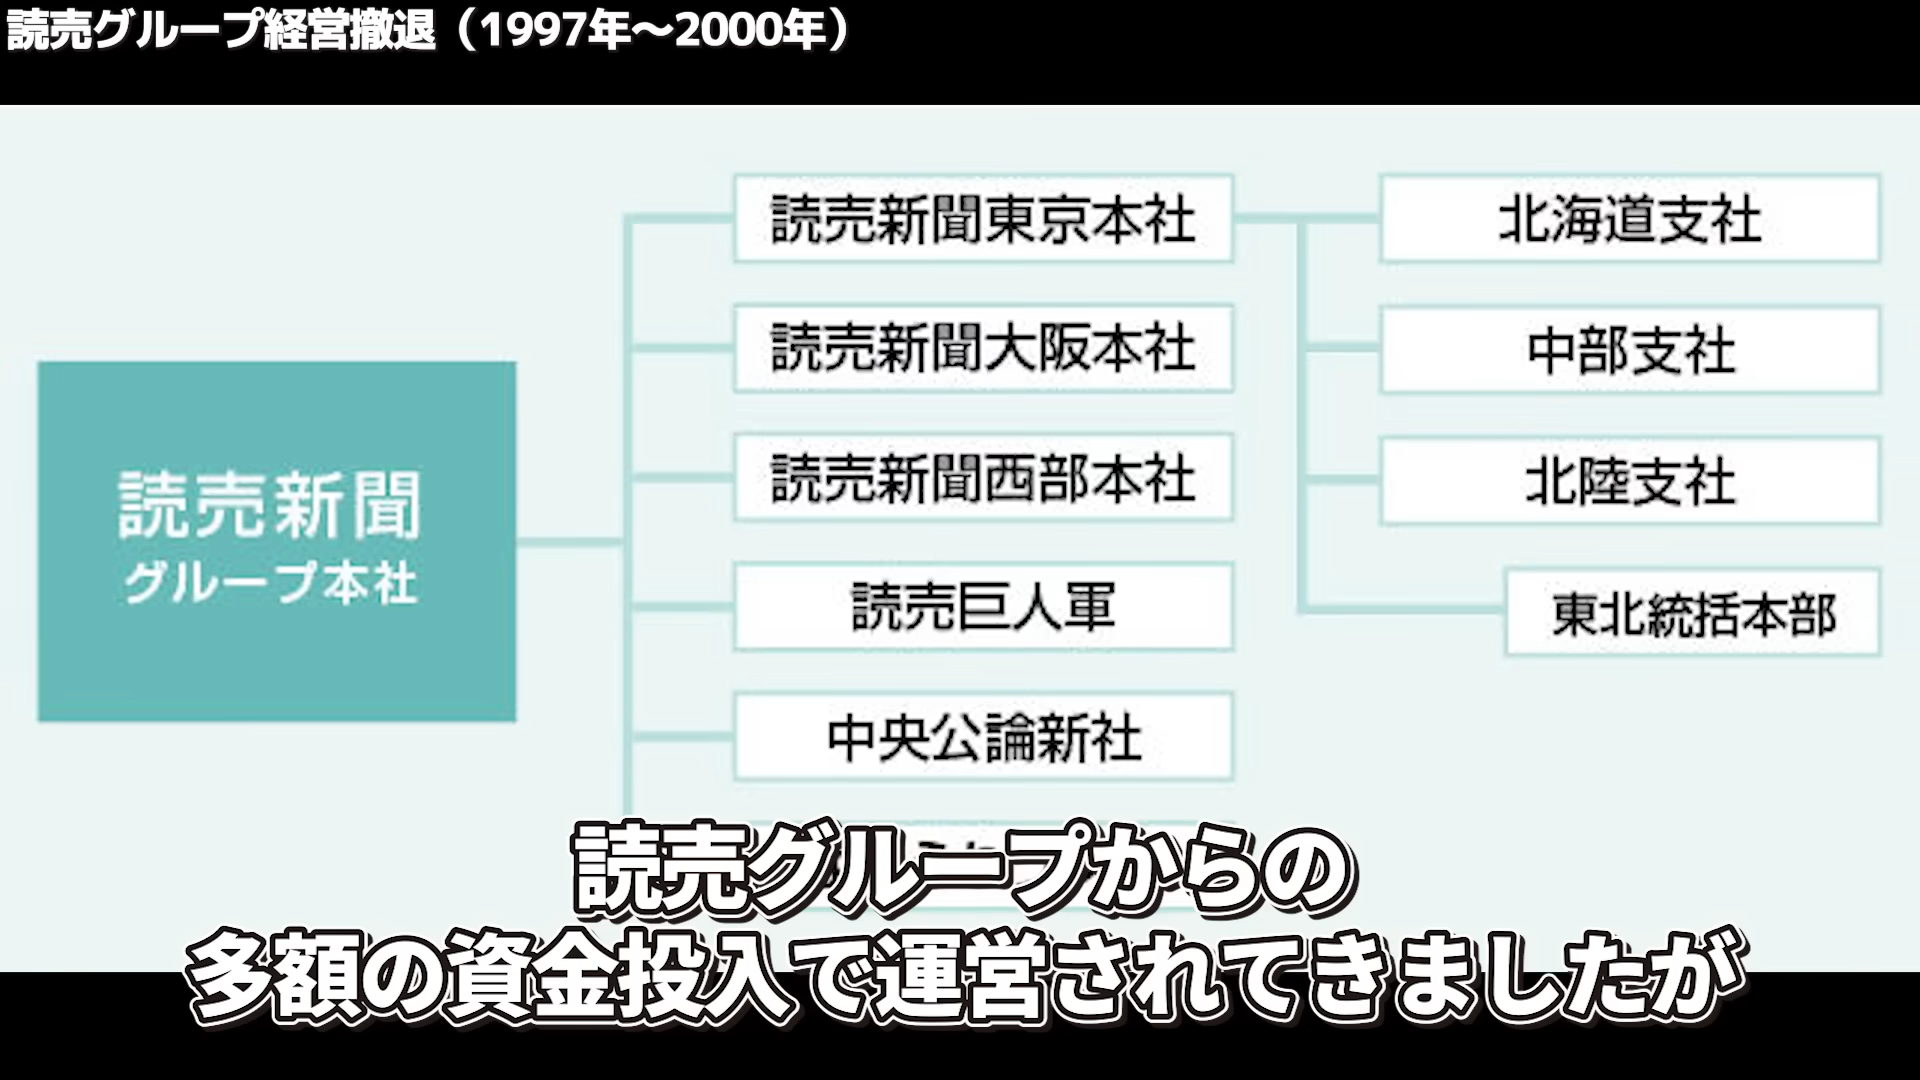 読売グループ経営撤退（1997年～2000年）
読売新聞東京本社
北海道支社
読売新聞大阪本社
中部支社
読売新聞西部本社
北陸支社
読売新聞
グループ本社
読売巨人軍
東北統括本部
中央公論新社
読売グループからの
多額の資金投入で運営されてきましたが